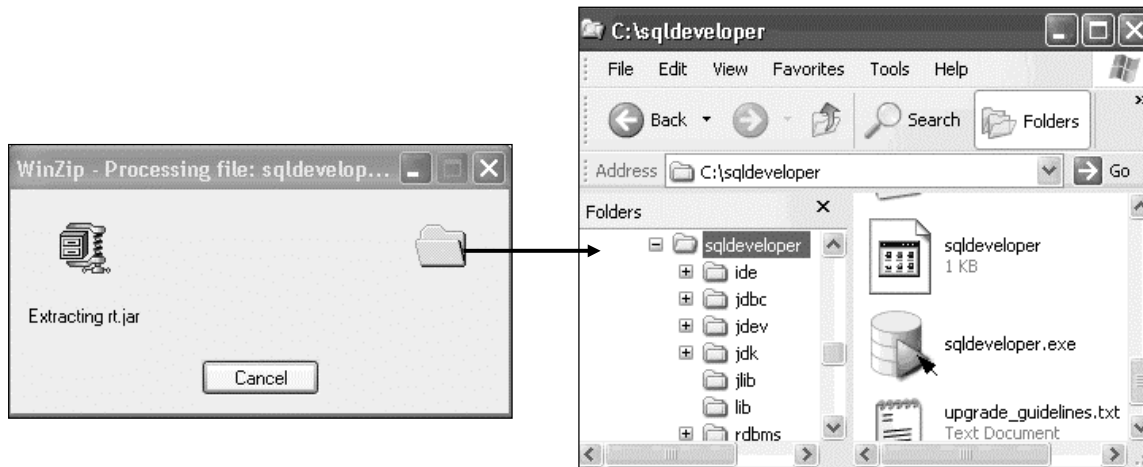 WinZip - Processing file: sqldevelop...
Extracting rt.jar
Cancel
C:\sqldeveloper
File Edit View Favorites Tools Help
Back Search Folders
Address C:\sqldeveloper Go
Folders
sqldeveloper
ide
jdbc
jdev
jdk
jlib
lib
rdbms
sqldeveloper
1 KB
sqldeveloper.exe
upgrade_guidelines.txt
Text Document